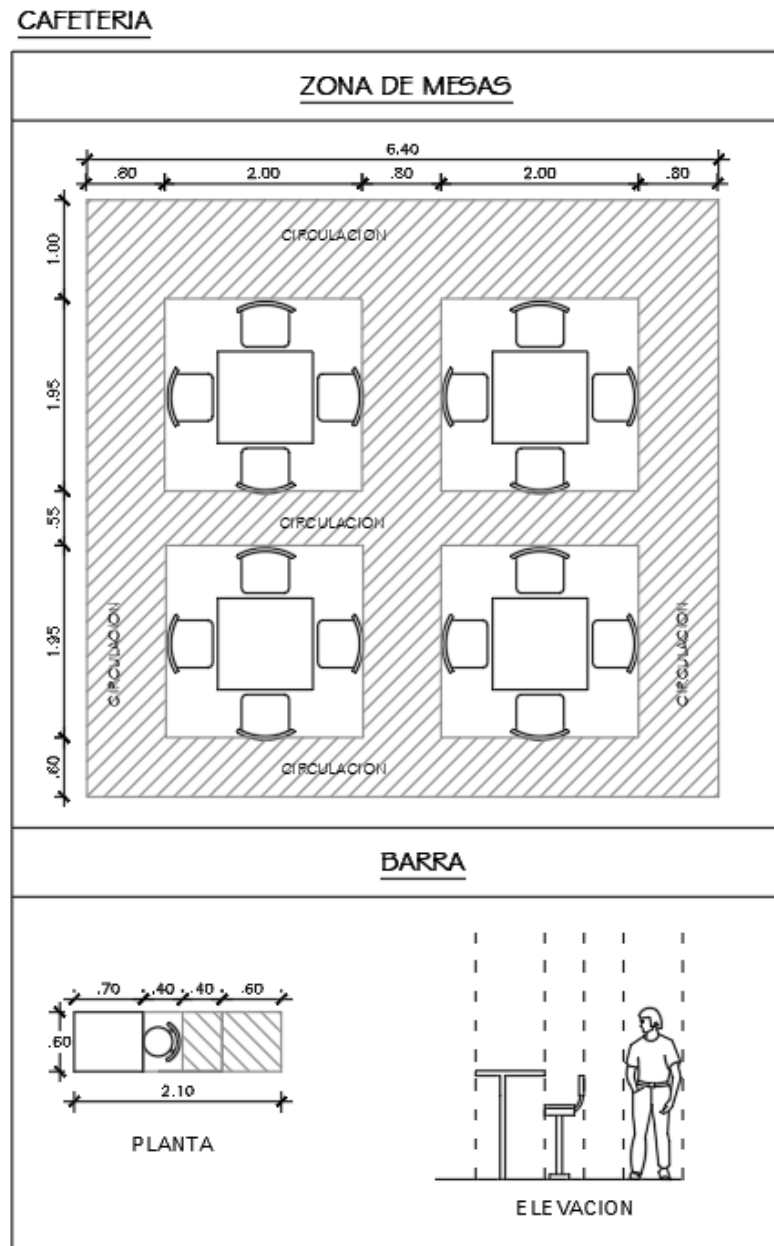 CAFETERIA
ZONA DE MESAS
6.40
.80 2.00 .80 2.00 .80
1.00
CIRCULACION
1.95
.55
CIRCULACION
1.95
CIRCULACION
CIRCULACION
.60
CIRCULACION
BARRA
.70 .40 .40 .60
.60
2.10
PLANTA
ELEVACION